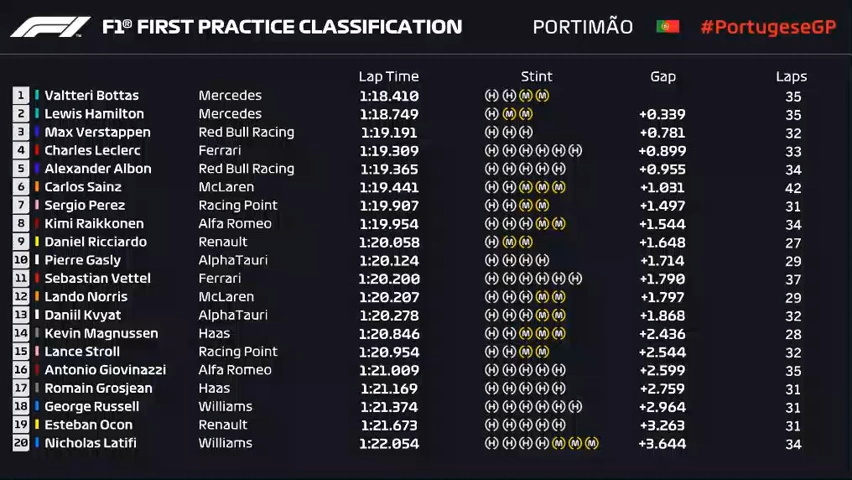 F1® FIRST PRACTICE CLASSIFICATION PORTIMÃO #PortugeseGP
Lap Time Stint Gap Laps
1 Valtteri Bottas Mercedes 1:18.410 H H M M 35
2 Lewis Hamilton Mercedes 1:18.749 H M M +0.339 35
3 Max Verstappen Red Bull Racing 1:19.191 H H H +0.781 32
4 Charles Leclerc Ferrari 1:19.309 H H H H H H +0.899 33
5 Alexander Albon Red Bull Racing 1:19.365 H H H H H +0.955 34
6 Carlos Sainz McLaren 1:19.441 H H M M M +1.031 42
7 Sergio Perez Racing Point 1:19.907 H H M M +1.497 31
8 Kimi Raikkonen Alfa Romeo 1:19.954 H H H M M +1.544 34
9 Daniel Ricciardo Renault 1:20.058 H M M +1.648 27
10 Pierre Gasly AlphaTauri 1:20.124 H H H H +1.714 29
11 Sebastian Vettel Ferrari 1:20.200 H H H H H H +1.790 37
12 Lando Norris McLaren 1:20.207 H H H M M +1.797 29
13 Daniil Kvyat AlphaTauri 1:20.278 H H H M M +1.868 32
14 Kevin Magnussen Haas 1:20.846 H H M M M +2.436 28
15 Lance Stroll Racing Point 1:20.954 H H M M +2.544 32
16 Antonio Giovinazzi Alfa Romeo 1:21.009 H H H H H +2.599 35
17 Romain Grosjean Haas 1:21.169 H H H H H +2.759 31
18 George Russell Williams 1:21.374 H H H H H H +2.964 31
19 Esteban Ocon Renault 1:21.673 H H H H H +3.263 31
20 Nicholas Latifi Williams 1:22.054 H H H H M M M +3.644 34